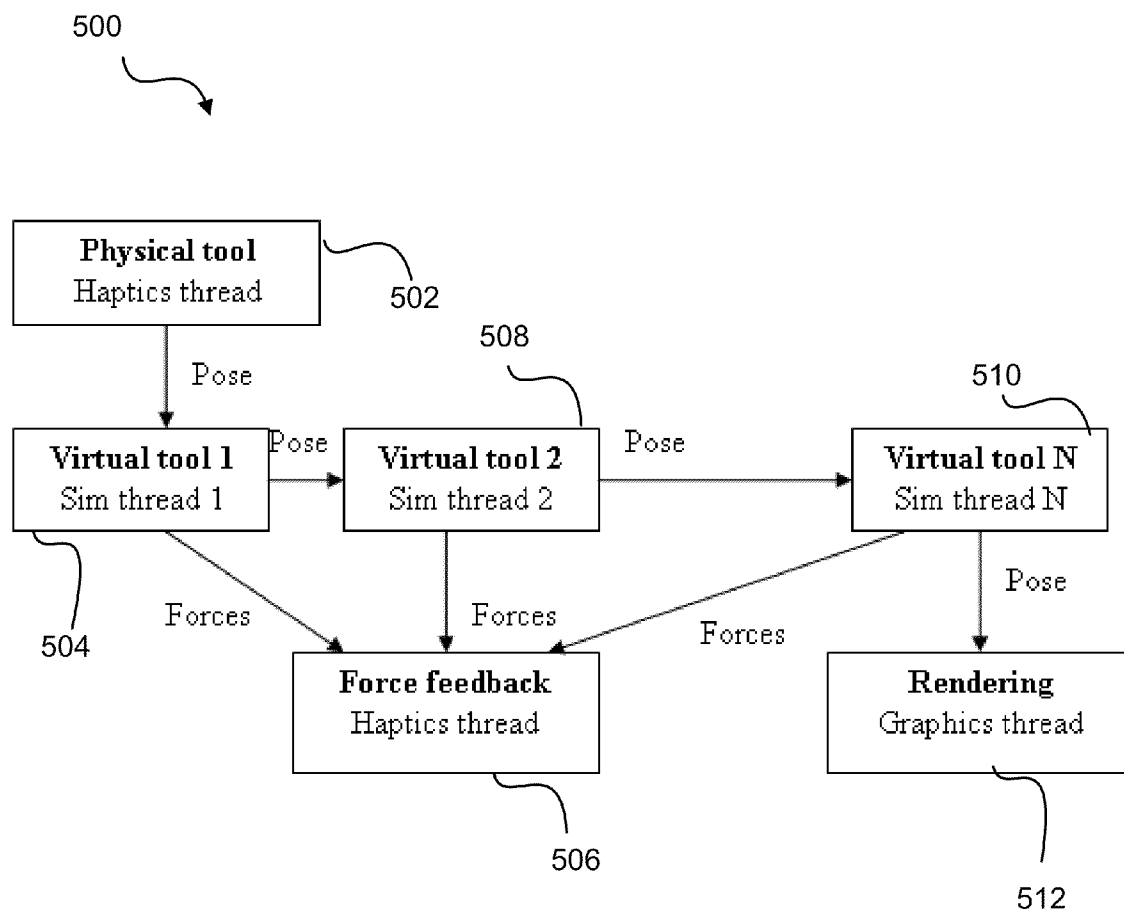 500
Physical tool
Haptics thread
502
Pose
508
510
Virtual tool 1
Sim thread 1
Pose
Virtual tool 2
Sim thread 2
Pose
Virtual tool N
Sim thread N
504
Forces
Forces
Forces
Pose
Force feedback
Haptics thread
Rendering
Graphics thread
506
512